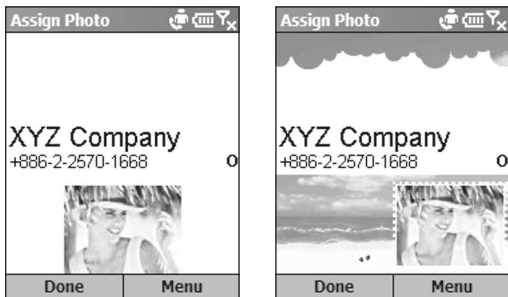 Assign Photo
XYZ Company
+886-2-2570-1668 o
Done Menu
Assign Photo
XYZ Company
+886-2-2570-1668 o
Done Menu